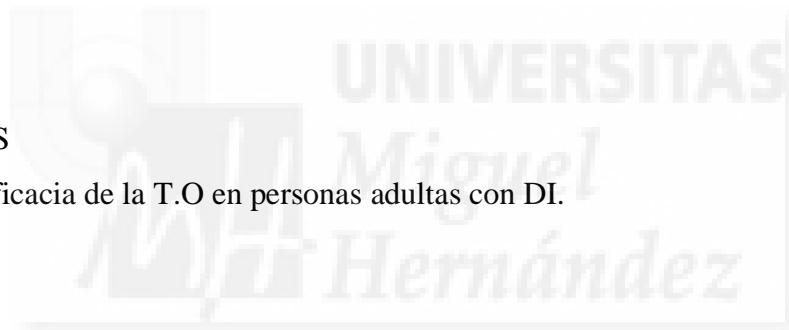 UNIVERSITAS
Miguel
S
ficacia de la T.O en personas adultas con DI.
Hernández